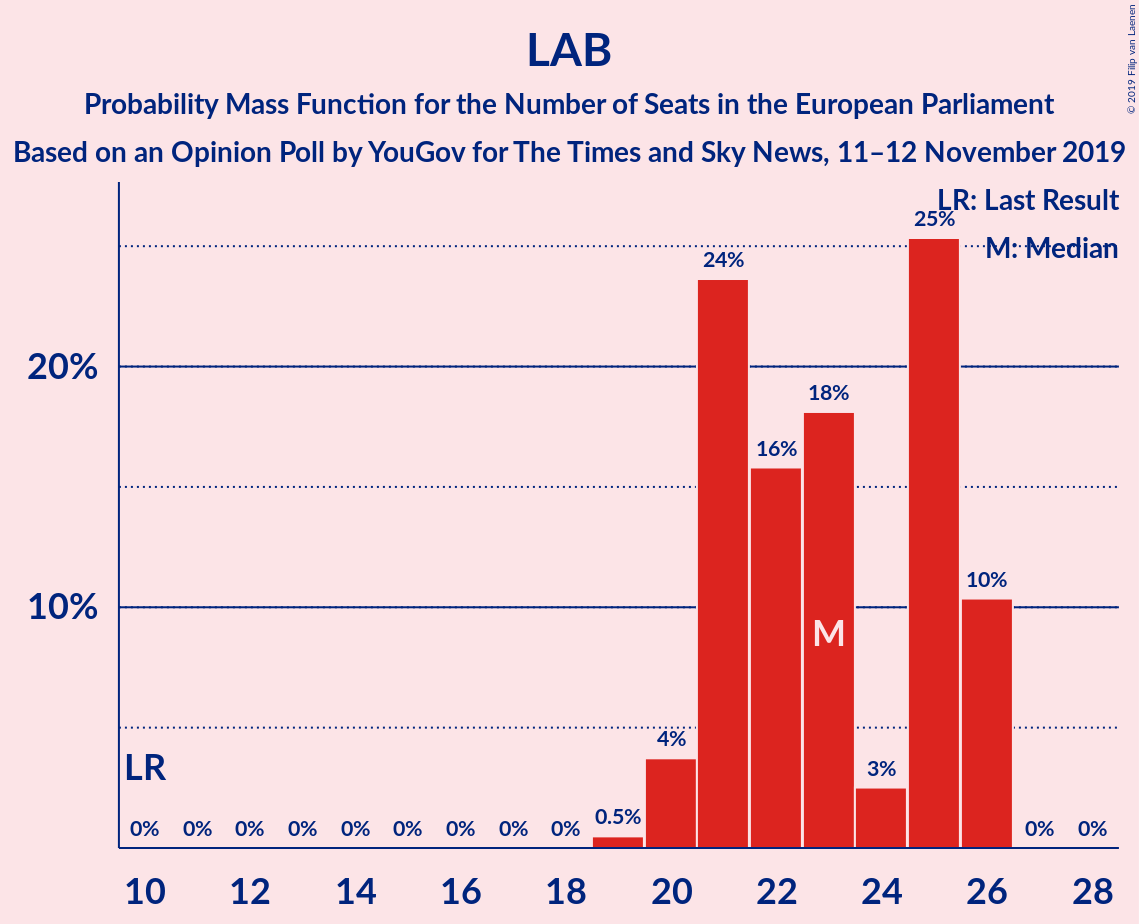 LAB
Probability Mass Function for the Number of Seats in the European Parliament
Based on an Opinion Poll by YouGov for The Times and Sky News, 11–12 November 2019
© 2019 Filip van Laenen
LR: Last Result
M: Median
25%
24%
20%
18%
16%
10%
10%
M
4%
3%
LR
0.5%
0% 0% 0% 0% 0% 0% 0% 0% 0% 0% 0%
10 12 14 16 18 20 22 24 26 28